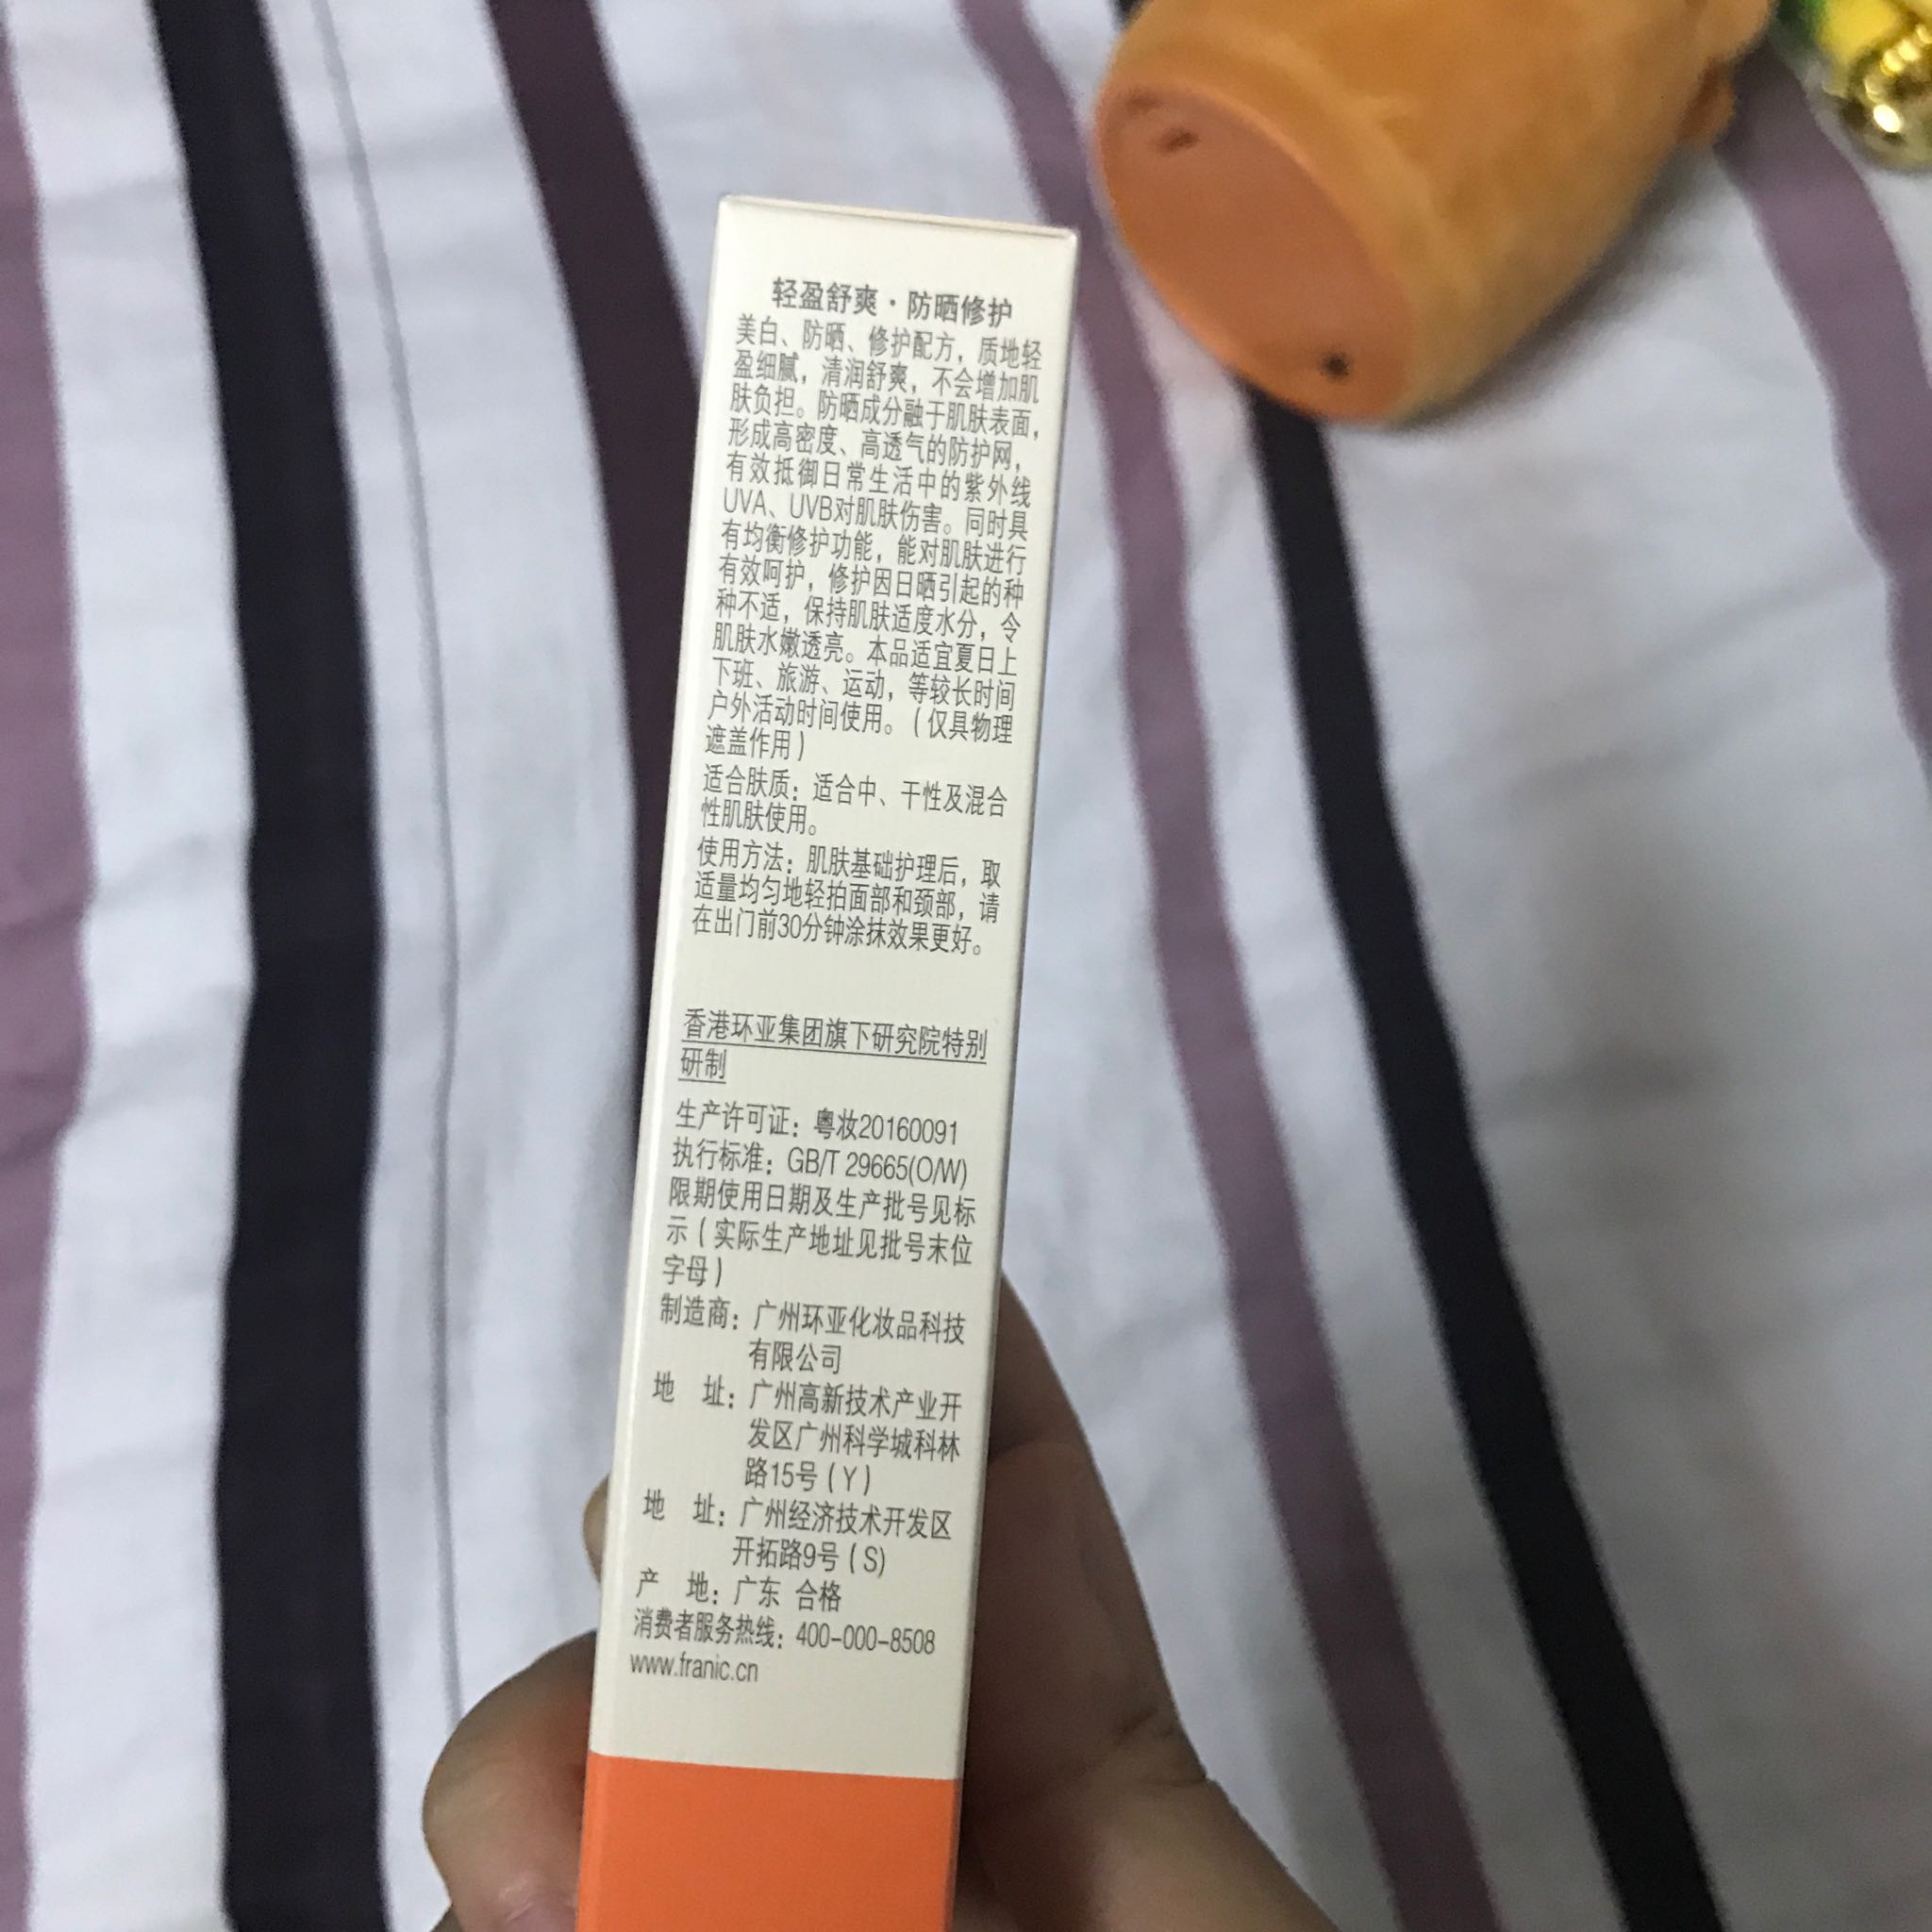 轻盈舒爽·防晒修护
美白、防晒、修护配方，质地轻
盈细腻，清润舒爽，不会增加肌
肤负担。防晒成分融于肌肤表面，
形成高密度、高透气的防护网，
有效抵御日常生活中的紫外线
UVA、UVB对肌肤伤害。同时具
有均衡修护功能，能对肌肤进行
有效呵护，修护因日晒引起的种
种不适，保持肌肤适度水分，令
肌肤水嫩透亮。本品适宜夏日上
下班、旅游、运动，等较长时间
户外活动时间使用。(仅具物理
遮盖作用)
适合肤质：适合中、干性及混合
性肌肤使用。
使用方法：肌肤基础护理后，取
适量均匀地轻拍面部和颈部，请
在出门前30分钟涂抹效果更好。
香港环亚集团旗下研究院特别
研制
生产许可证：粤妆20160091
执行标准：GB/T 29665(O/W)
限期使用日期及生产批号见标
示(实际生产地址见批号末位
字母)
制造商：广州环亚化妆品科技
有限公司
地 址：广州高新技术产业开
发区广州科学城科林
路15号(Y)
地 址：广州经济技术开发区
开拓路9号(S)
产 地：广东 合格
消费者服务热线：400-000-8508
www.franic.cn